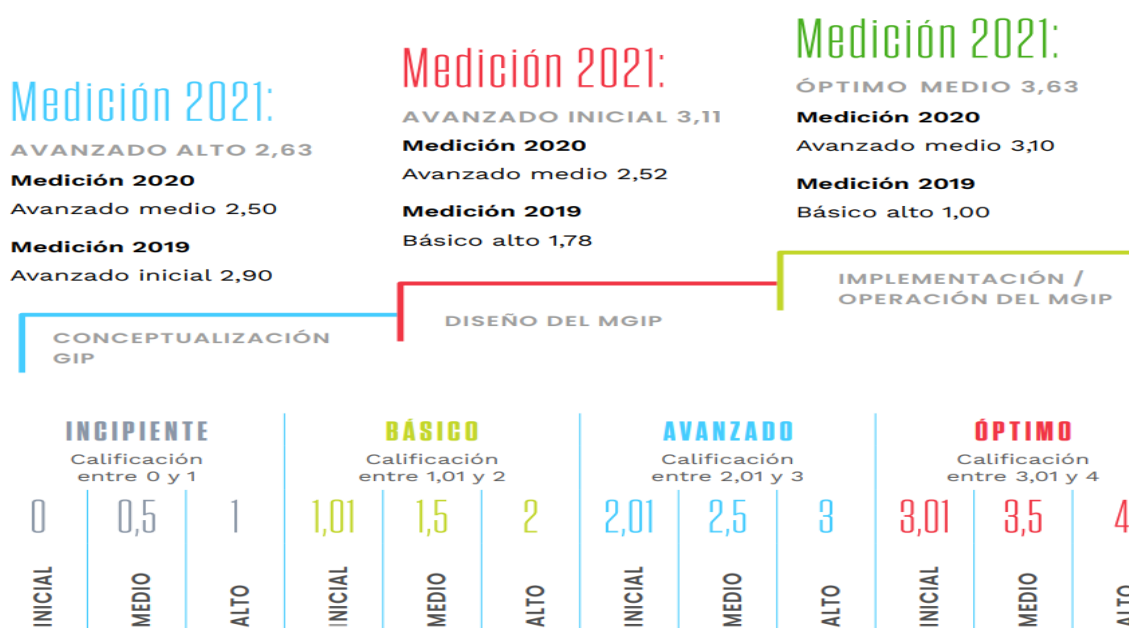 Medición 2021:
AVANZADO ALTO 2,63
Medición 2020
Avanzado medio 2,50
Medición 2019
Avanzado inicial 2,90
CONCEPTUALIZACIÓN
GIP
Medición 2021:
AVANZADO INICIAL 3,11
Medición 2020
Avanzado medio 2,52
Medición 2019
Básico alto 1,78
DISEÑO DEL MGIP
Medición 2021:
ÓPTIMO MEDIO 3,63
Medición 2020
Avanzado medio 3,10
Medición 2019
Básico alto 1,00
IMPLEMENTACIÓN /
OPERACIÓN DEL MGIP
INCIPIENTE
Calificación
entre 0 y 1
0 0,5 1
INICIAL MEDIO ALTO
BÁSICO
Calificación
entre 1,01 y 2
1,01 1,5 2
INICIAL MEDIO ALTO
AVANZADO
Calificación
entre 2,01 y 3
2,01 2,5 3
INICIAL MEDIO ALTO
ÓPTIMO
Calificación
entre 3,01 y 4
3,01 3,5 4
INICIAL MEDIO ALTO